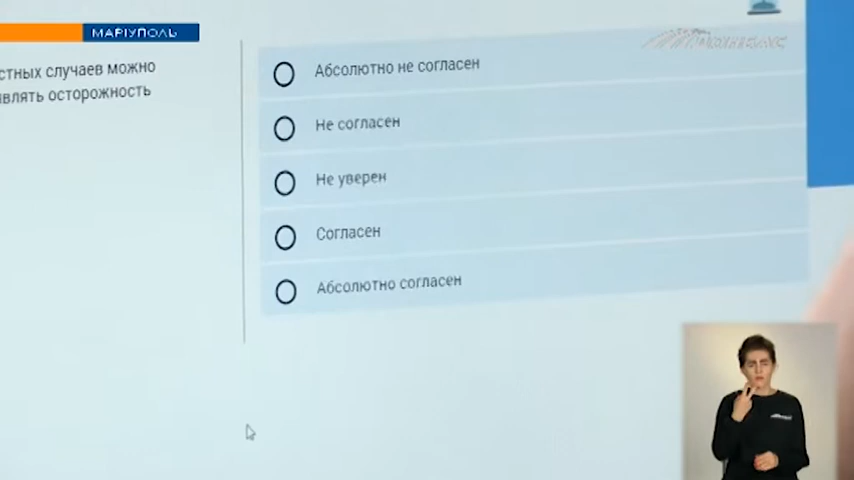 МАРІУПОЛЬ
стных случаев можно
влять осторожность
Абсолютно не согласен
Не согласен
Не уверен
Согласен
Абсолютно согласен